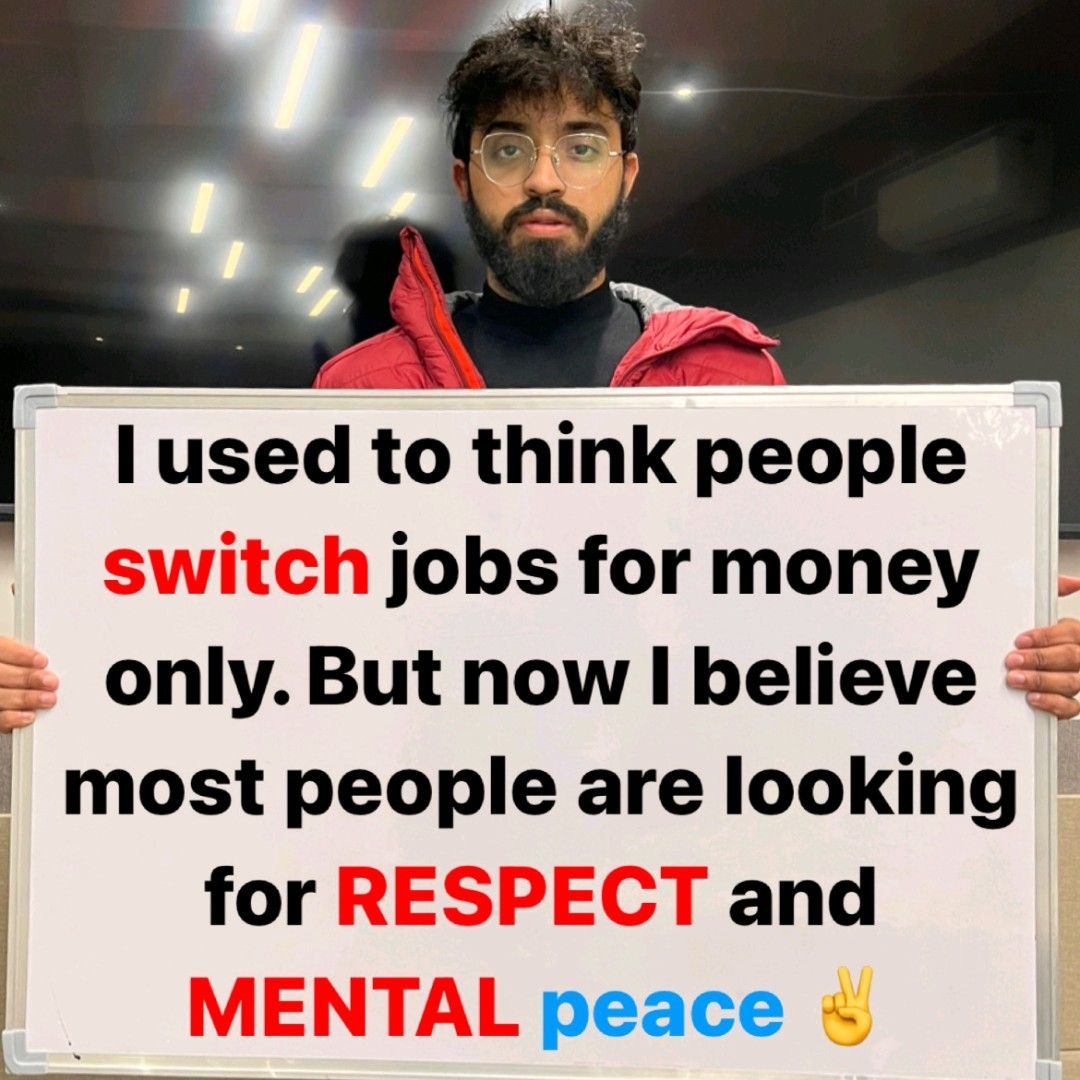 I used to think people
switch jobs for money
only. But now I believe
most people are looking
for RESPECT and
MENTAL peace ✌️